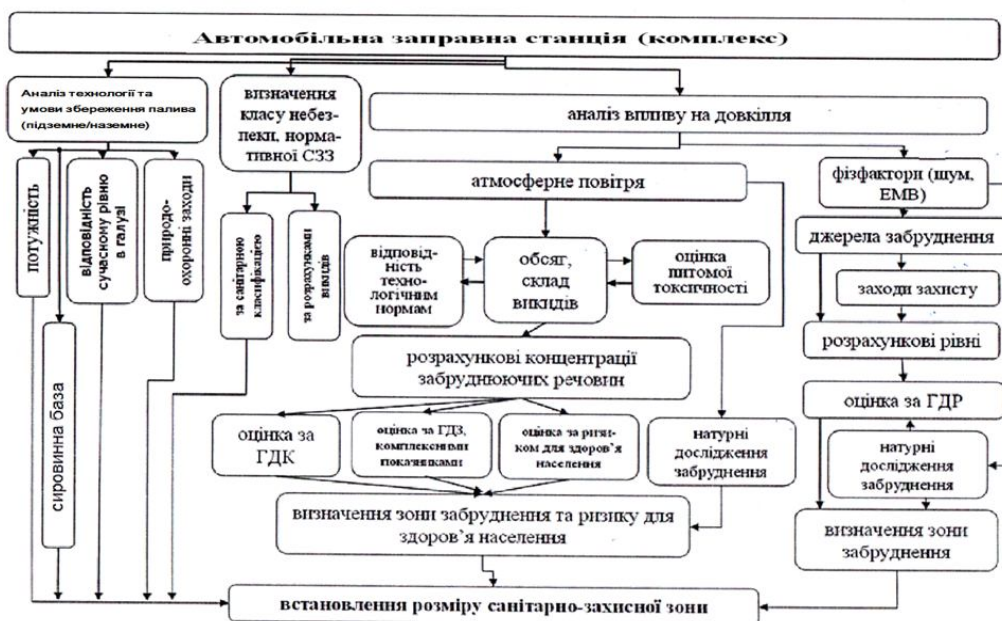 Автомобільна заправна станція (комплекс)
Аналіз технології та
умови збереження палива
(підземне/наземне)
визначення
класу небез-
пеки, норма-
тивної СЗЗ
аналіз впливу на довкілля
потужність
відповідність
сучасному рівню
в галузі
природо-
охоронні заходи
сировинна база
за санітарною
класифікацією
за розрахунками
викидів
атмосферне повітря
фізфактори (шум,
ЕМВ)
відповід-
ність
техно-
логічним
нормам
обсяг,
склад
викидів
оцінка
питомої
токсичності
джерела забруднення
заходи захисту
розрахункові рівні
розрахункові концентрації
забруднюючих речовин
оцінка за
ГДК
оцінка за ГДЗ,
комплексними
показниками
оцінка за ризи-
ком для здоров'я
населення
натурні
дослідження
забруднення
оцінка за ГДР
натурні
дослідження
забруднення
визначення зони забруднення та ризику для
здоров'я населення
визначення зони
забруднення
встановлення розміру санітарно-захисної зони